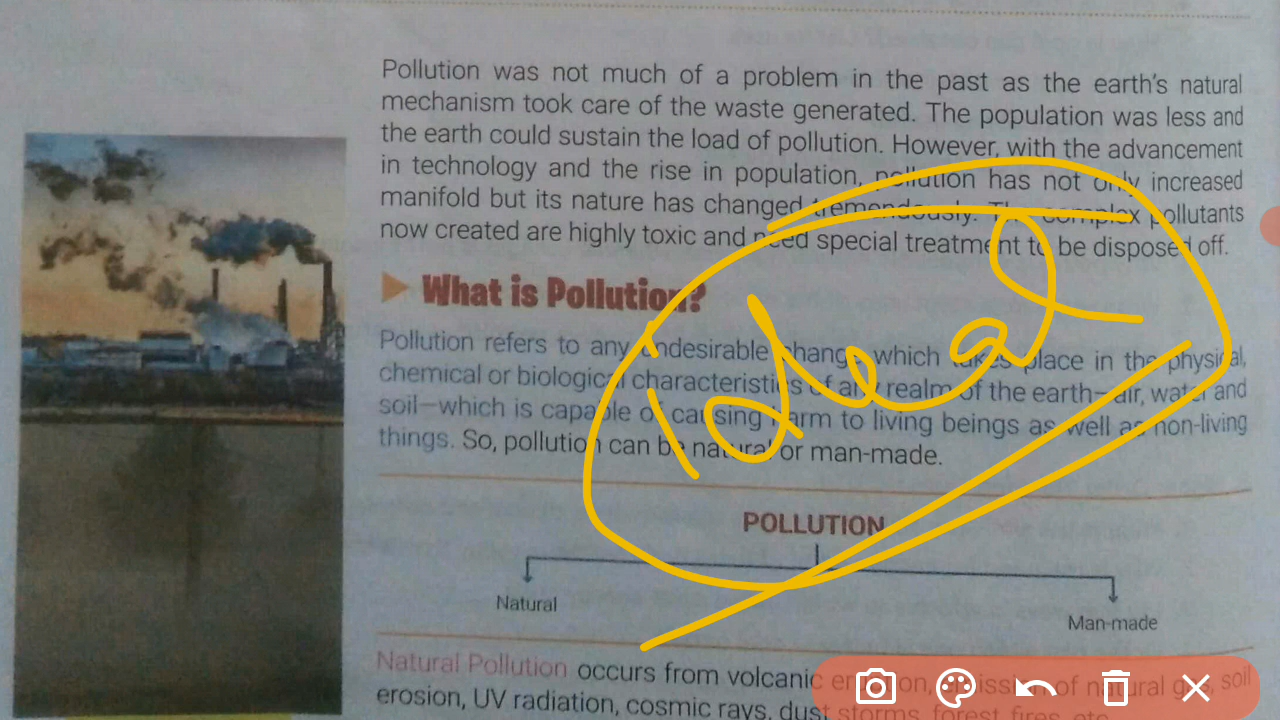 Pollution was not much of a problem in the past as the earth's natural
mechanism took care of the waste generated. The population was less and
the earth could sustain the load of pollution. However, with the advancement
in technology and the rise in population, pollution has not only increased
manifold but its nature has changed tremendously. The complex pollutants
now created are highly toxic and need special treatment to be disposed off.
What is Pollution?
Pollution refers to any undesirable change which takes place in the physical,
chemical or biological characteristics of any realm of the earth—air, water and
soil—which is capable of causing harm to living beings as well as non-living
things. So, pollution can be natural or man-made.
Ideal
POLLUTION
Natural
Man-made
Natural Pollution occurs from volcanic eruption, emission of natural gas, soil
erosion, UV radiation, cosmic rays, dust storms, forest fires, etc.